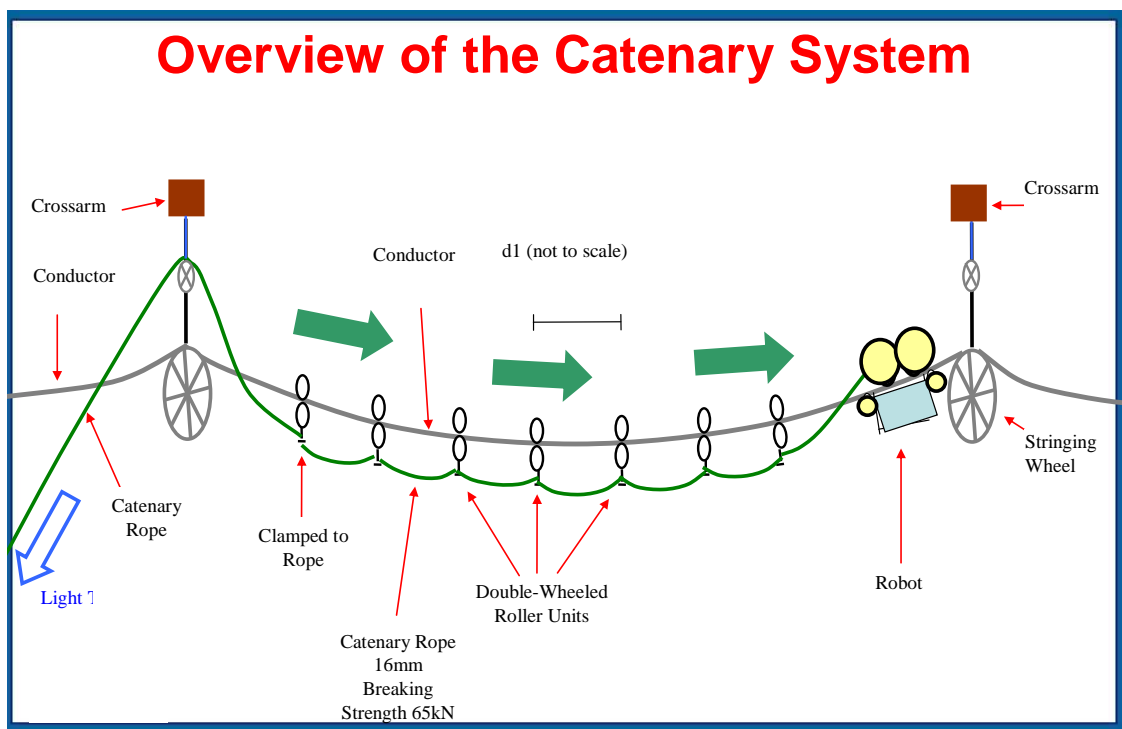 Overview of the Catenary System
Crossarm
Crossarm
Conductor
Conductor
d1 (not to scale)
Catenary
Rope
Clamped to
Rope
Stringing
Wheel
Light
Double-Wheeled
Roller Units
Robot
Catenary Rope
16mm
Breaking
Strength 65kN